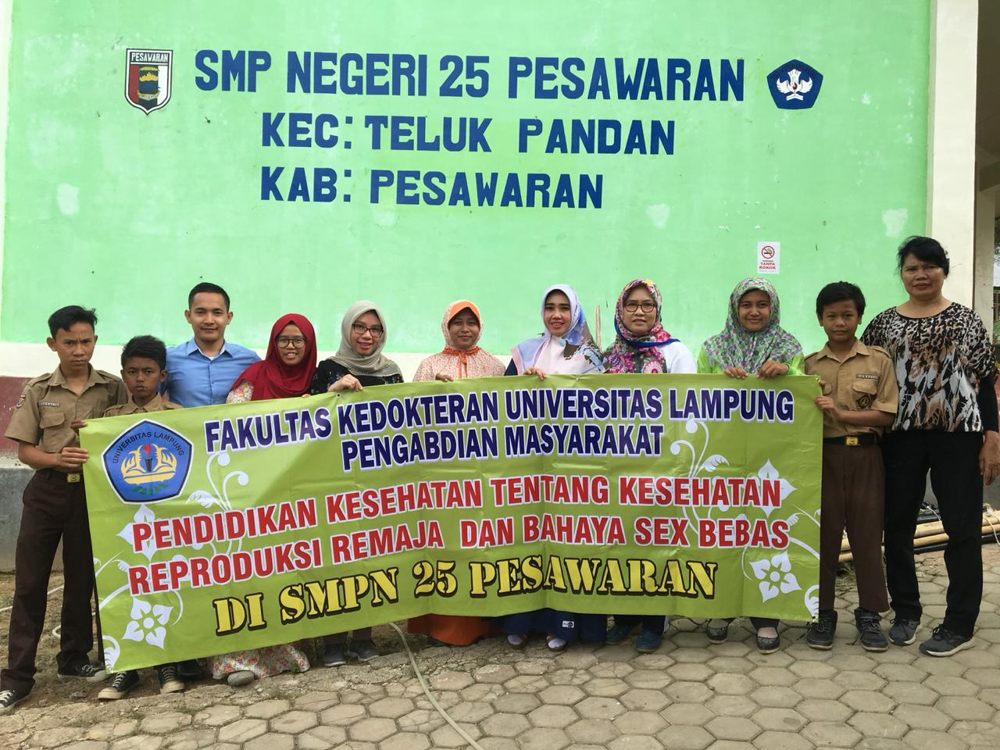 PESAWARAN
SMP NEGERI 25 PESAWARAN
KEC: TELUK PANDAN
KAB: PESAWARAN
TANPA
ROKOK
UNIVERSITAS LAMPUNG
FAKULTAS KEDOKTERAN UNIVERSITAS LAMPUNG
PENGABDIAN MASYARAKAT
PENDIDIKAN KESEHATAN TENTANG KESEHATAN
REPRODUKSI REMAJA DAN BAHAYA SEX BEBAS
DI SMPN 25 PESAWARAN